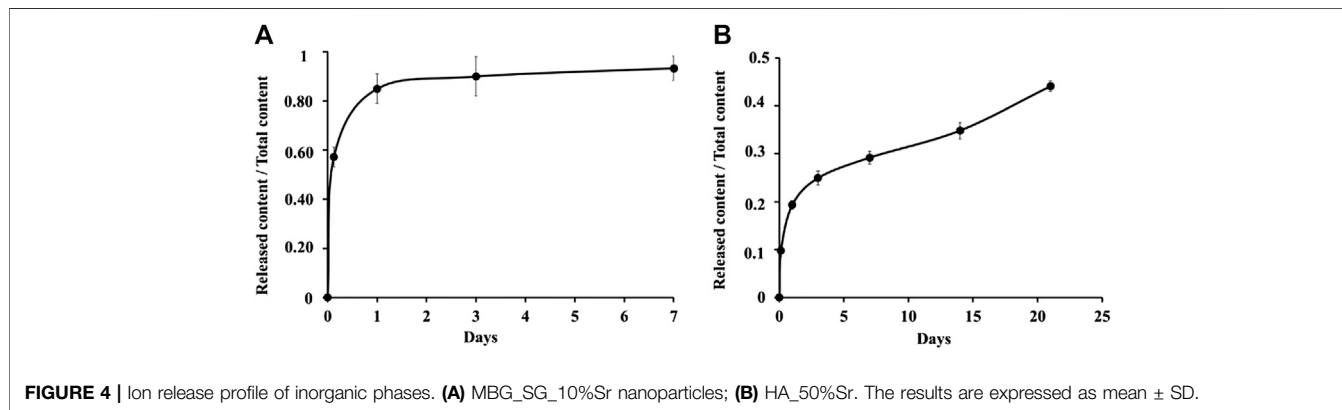 A
Released content / Total content
1
0.80
0.60
0.40
0.20
0
0 1 2 3 4 5 6 7
Days
B
Released content / Total content
0.5
0.4
0.3
0.2
0.1
0
0 5 10 15 20 25
Days
FIGURE 4 | Ion release profile of inorganic phases. (A) MBG_SG_10%Sr nanoparticles; (B) HA_50%Sr. The results are expressed as mean ± SD.